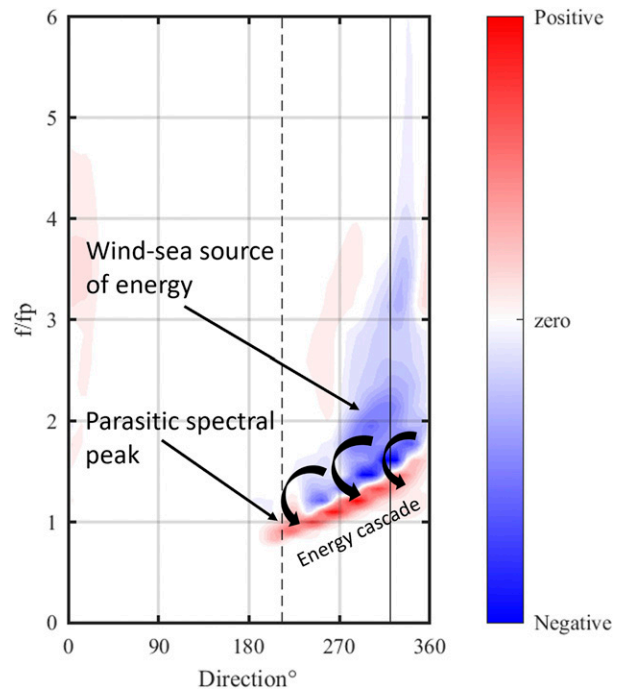 6
5
4
3
2
1
0
f/fp
Wind-sea source
of energy
Parasitic spectral
peak
Energy cascade
0 90 180 270 360
Direction°
Positive
zero
Negative